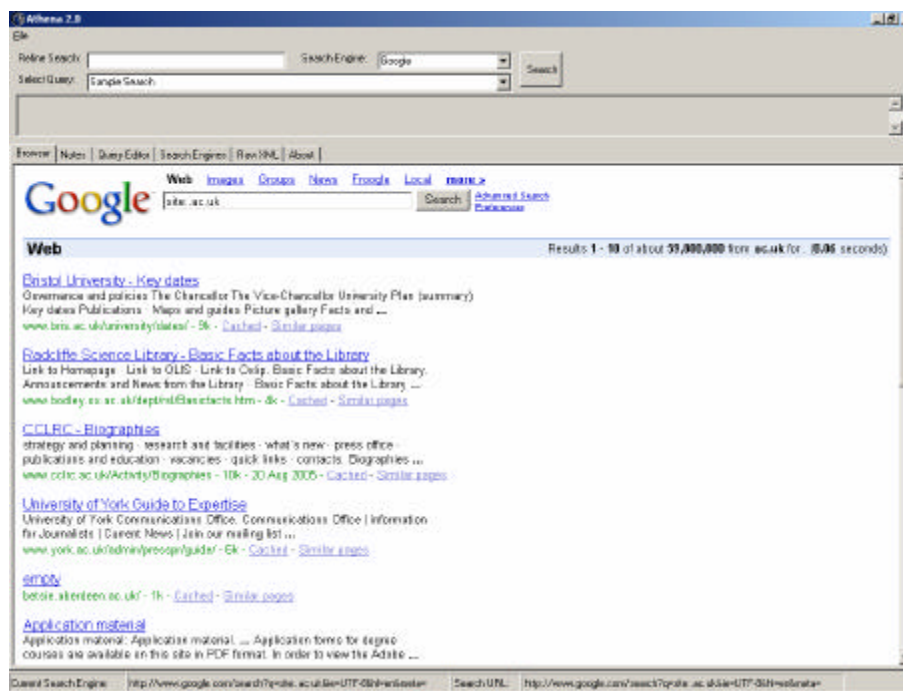 Athena 2.0
File
Refine Search: Search Engine: Google
Search
Select Query: Sample Search
Browser Notes Query Editor Search Engines Raw XML About
Google
Web Images Groups News Froogle Local more »
site:.ac.uk Search Advanced Search
Preferences
Web Results 1 - 10 of about 59,000,000 from ac.uk for . (0.06 seconds)
Bristol University - Key dates
Governance and policies The Chancellor The Vice-Chancellor University Plan (summary)
Key dates Publications · Maps and guides Picture gallery Facts and ...
www.bris.ac.uk/university/dates/ - 9k - Cached - Similar pages
Radcliffe Science Library - Basic Facts about the Library
Link to Homepage · Link to OLIS · Link to Oxlip. Basic Facts about the Library.
Announcements and News from the Library · Basic Facts about the Library ...
www.bodley.ox.ac.uk/dept/rsl/Basicfacts.htm - 8k - Cached - Similar pages
CCLRC - Biographies
strategy and planning · research and facilities · what's new · press office ·
publications and education · vacancies · quick links · contacts. Biographies ...
www.cclrc.ac.uk/Activity/Biographies - 10k - 20 Aug 2005 - Cached - Similar pages
University of York Guide to Expertise
University of York Communications Office. Communications Office | Information
for Journalists | Current News | Join our mailing list ...
www.york.ac.uk/admin/presspr/guide/ - 6k - Cached - Similar pages
empty
betsie.aberdeen.ac.uk/ - 1k - Cached - Similar pages
Application material
Application material: Application material. ... Application forms for degree
courses are available on this site in PDF format. In order to view the Adobe ...
Current Search Engine: Search URL: